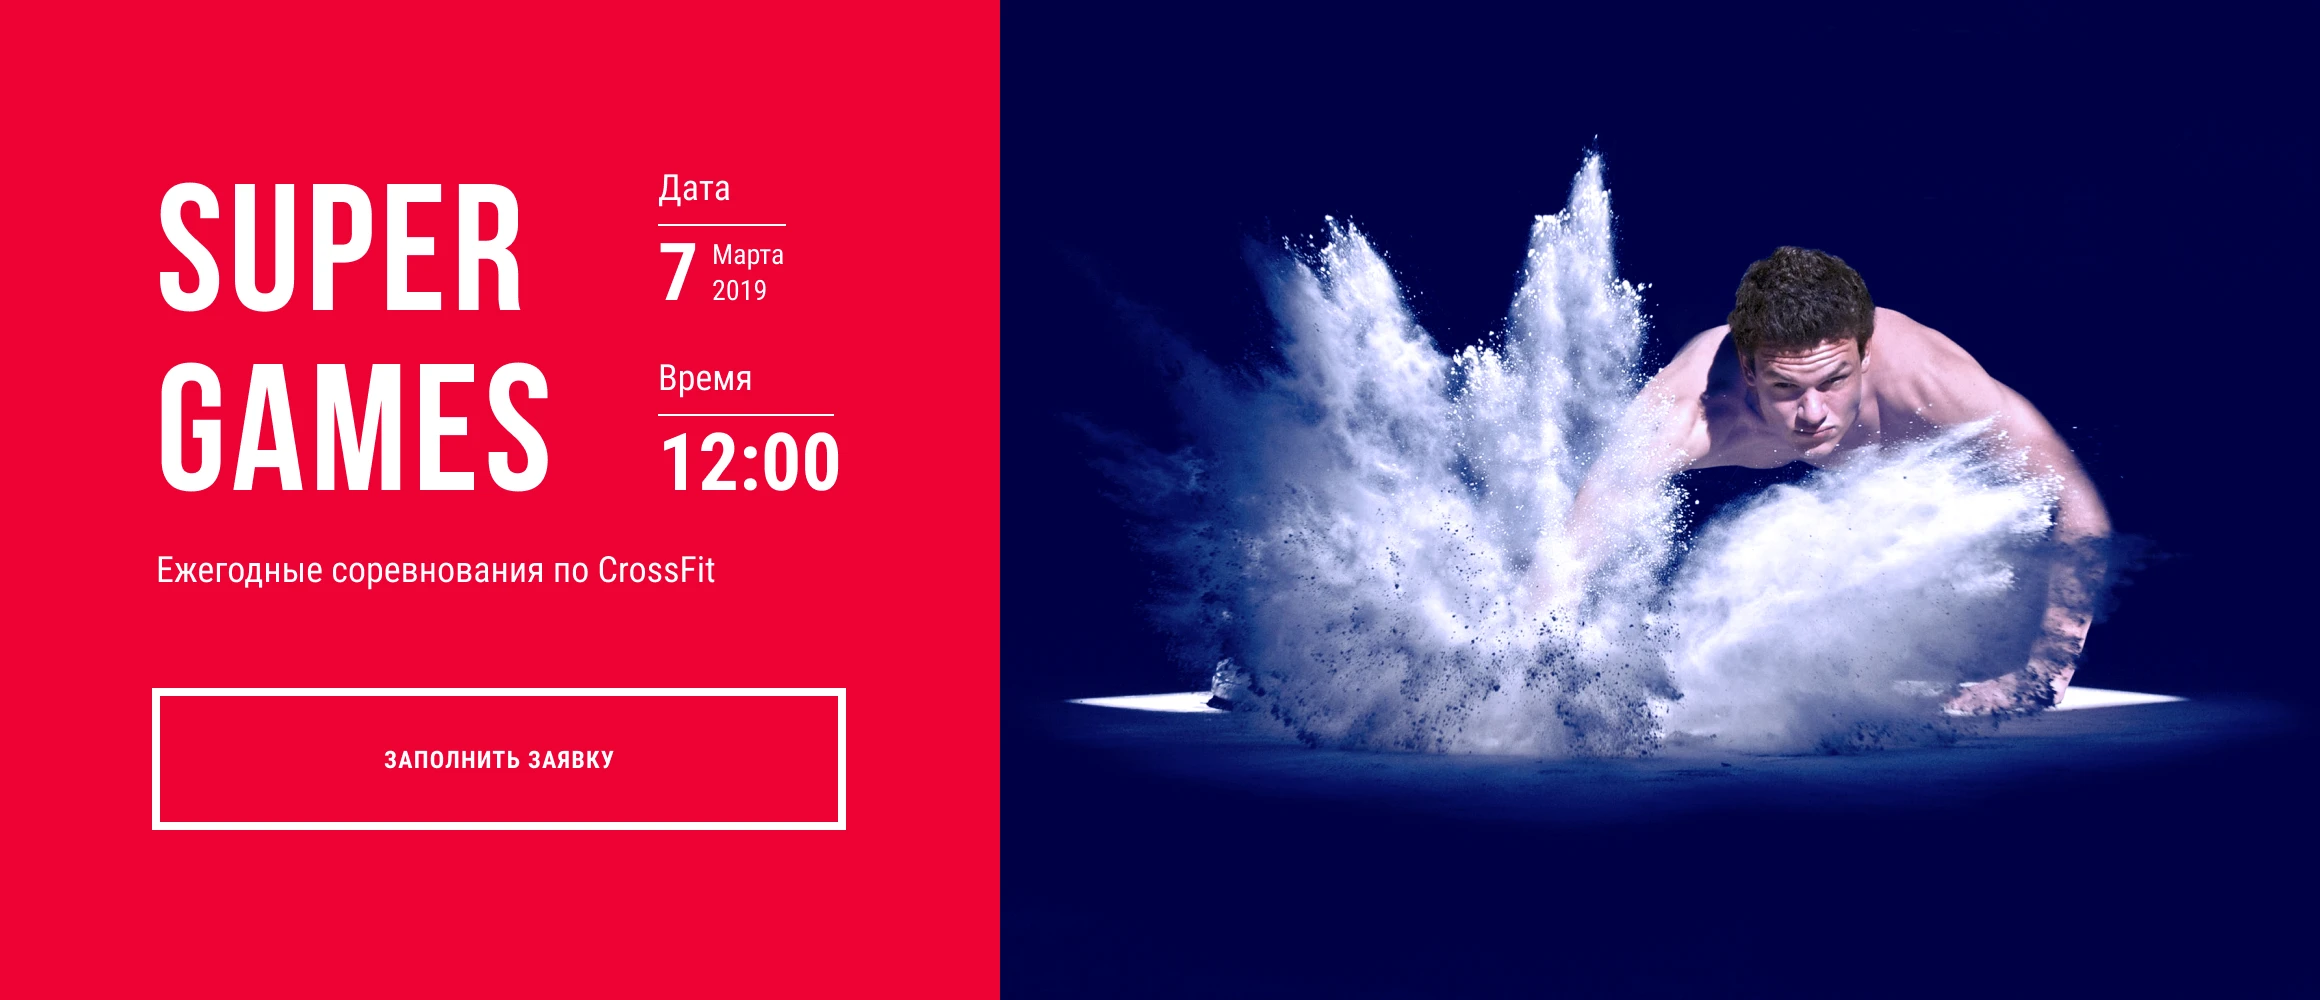 SUPER
GAMES
Дата
7 Марта
2019
Время
12:00
Ежегодные соревнования по CrossFit
ЗАПОЛНИТЬ ЗАЯВКУ